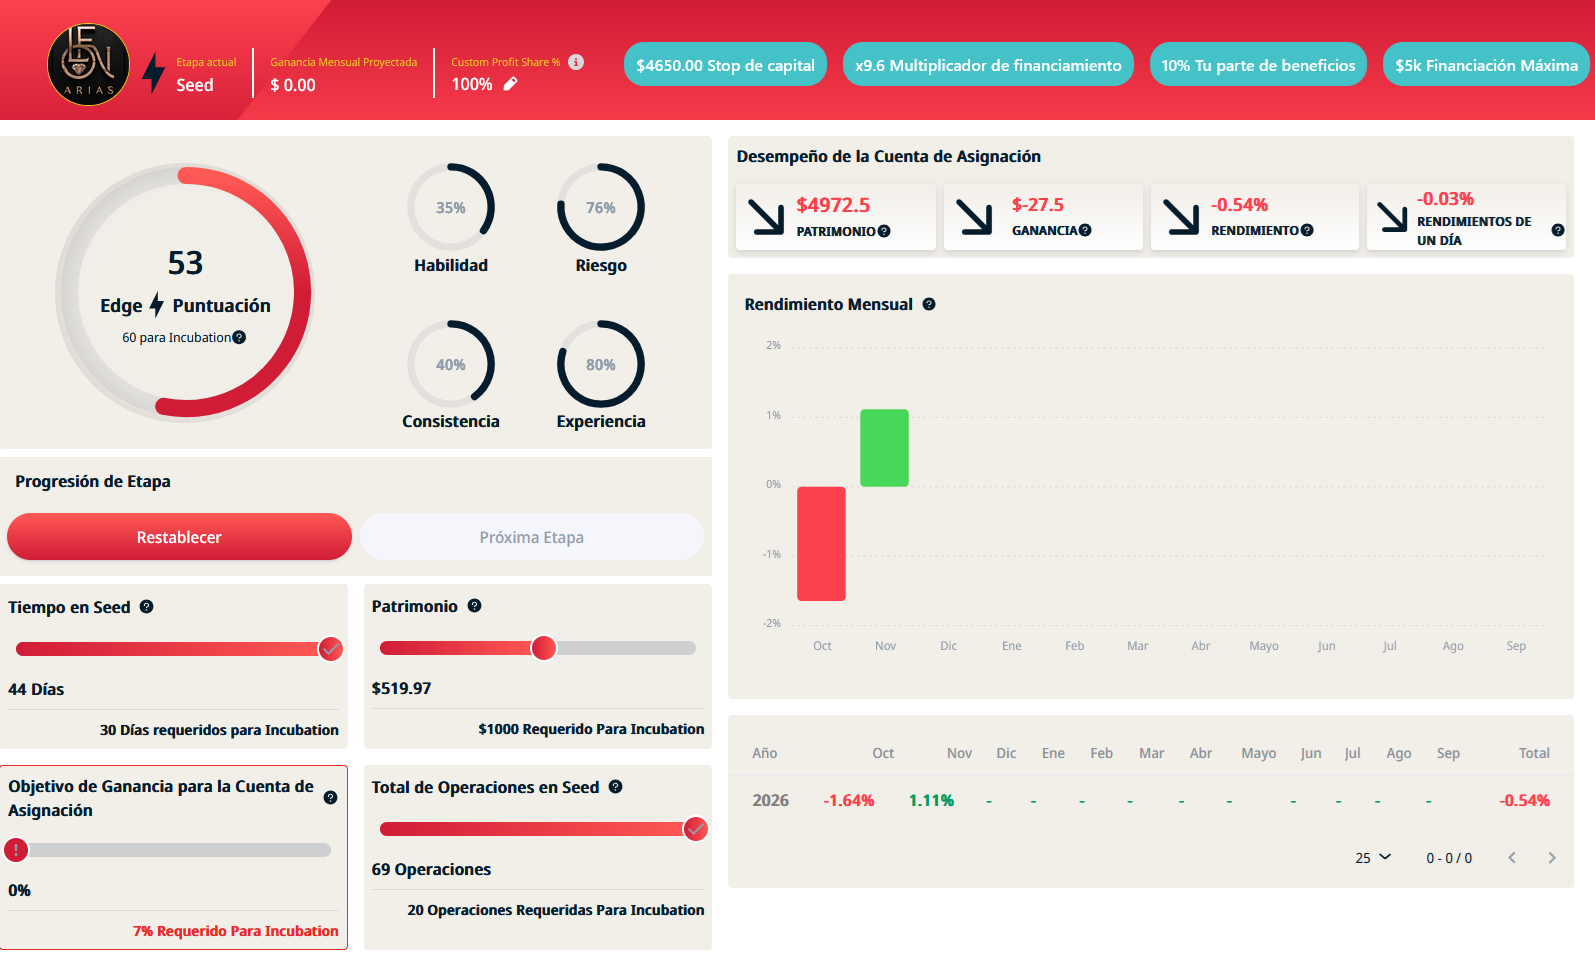 LEON
ARIAS
Etapa actual
Seed
Ganancia Mensual Proyectada
$ 0.00
Custom Profit Share %
100%
$4650.00 Stop de capital
x9.6 Multiplicador de financiamiento
10% Tu parte de beneficios
$5k Financiación Máxima
53
Edge Puntuación
60 para Incubation
35%
Habilidad
76%
Riesgo
40%
Consistencia
80%
Experiencia
Progresión de Etapa
Restablecer
Próxima Etapa
Tiempo en Seed
44 Días
30 Días requeridos para Incubation
Patrimonio
$519.97
$1000 Requerido Para Incubation
Objetivo de Ganancia para la Cuenta de
Asignación
!
0%
7% Requerido Para Incubation
Total de Operaciones en Seed
69 Operaciones
20 Operaciones Requeridas Para Incubation
Desempeño de la Cuenta de Asignación
$4972.5
PATRIMONIO
$-27.5
GANANCIA
-0.54%
RENDIMIENTO
-0.03%
RENDIMIENTOS DE
UN DÍA
Rendimiento Mensual
2%
1%
0%
-1%
-2%
Oct Nov Dic Ene Feb Mar Abr Mayo Jun Jul Ago Sep
Año Oct Nov Dic Ene Feb Mar Abr Mayo Jun Jul Ago Sep Total
2026 -1.64% 1.11% - - - - - - - - - - -0.54%
25 0 - 0 / 0